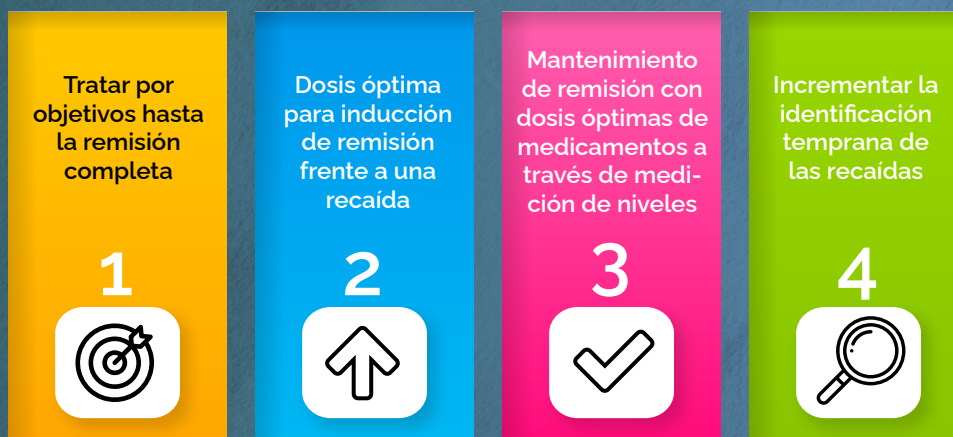 Tratar por
objetivos hasta
la remisión
completa
1
Dosis óptima
para inducción
de remisión
frente a una
recaída
2
Mantenimiento
de remisión con
dosis óptimas de
medicamentos a
través de medi-
ción de niveles
3
Incrementar la
identificación
temprana de
las recaídas
4